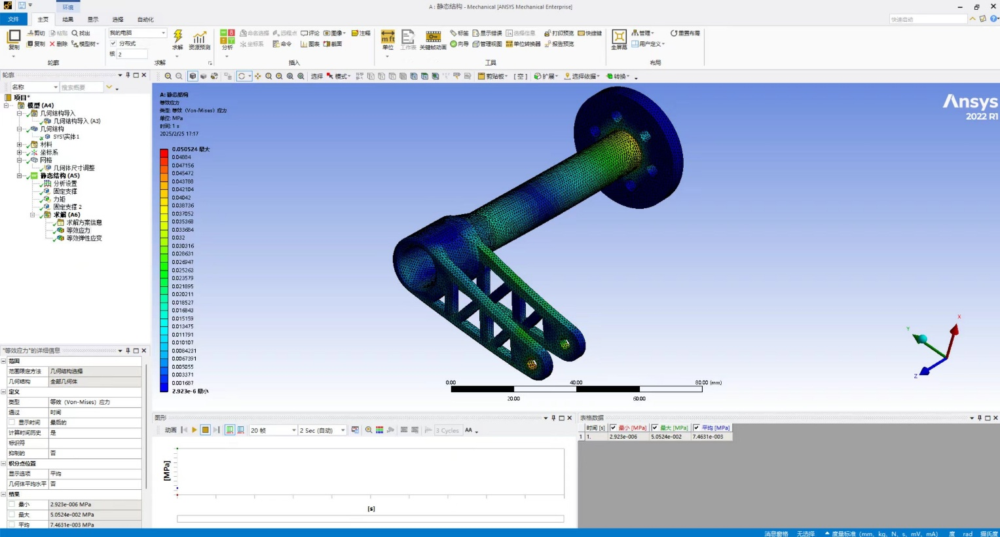 环境
A : 静态结构 - Mechanical [ANSYS Mechanical Enterprise]
文件 主页 结果 显示 选择 自动化
快速启动
剪切 粘贴 找出
复制 删除 模型树
复制
轮廓
我的电脑
分布式
核 2
求解 资源预测
求解
分析
命名选择 远程点 评论 图像 注释
坐标系 命令 图表 截面
插入
单位 工作表 关键帧动画
标签 显示错误 选择信息 打印预览 快捷键
向导 管理视图 单位转换器 报告预览
工具
全屏幕 管理 用户定义 重置布局
布局
轮廓
名称 搜索概要
选择 模式 剪贴板 [空] 扩展 选择依据 转换
项目*
模型 (A4)
几何结构导入
几何结构导入 (A3)
几何结构
SYS\实体1
材料
坐标系
网格
几何体尺寸调整
静态结构 (A5)
分析设置
固定支撑
力矩
固定支撑 2
求解 (A6)
求解方案信息
等效应力
等效弹性应变
A: 静态结构
等效应力
类型: 等效（Von-Mises）应力
单位: MPa
时间: 1 s
2025/2/25 17:17
0.050524 最大
0.04884
0.047156
0.045472
0.043788
0.042104
0.04042
0.038736
0.037052
0.035368
0.033684
0.032
0.030316
0.028631
0.026947
0.025263
0.023579
0.021895
0.020211
0.018527
0.016843
0.015159
0.013475
0.011791
0.010107
0.0084231
0.0067391
0.005055
0.003371
0.001687
2.923e-6 最小
Ansys
2022 R1
X
Y
Z
0.00 40.00 80.00 (mm)
20.00 60.00
"等效应力"的详细信息
范围
范围限定方法 几何结构选择
几何结构 全部几何体
定义
类型 等效（Von-Mises）应力
通过 时间
显示时间 最后的
计算时间历史 是
标识符
抑制的 否
积分点位置
显示选项 平均
几何体平均水平 否
结果
最小 2.923e-006 MPa
最大 5.0524e-002 MPa
平均 7.4631e-003 MPa
图形
动画 20 帧 2 Sec (自动) 3 Cycles AA
[MPa]
[s]
表格数据
时间 [s] 最小 [MPa] 最大 [MPa] 平均 [MPa]
1 1. 2.923e-006 5.0524e-002 7.4631e-003
消息窗格 无选择 度量标准（mm、kg、N、s、mV、mA） 度 rad 摄氏度